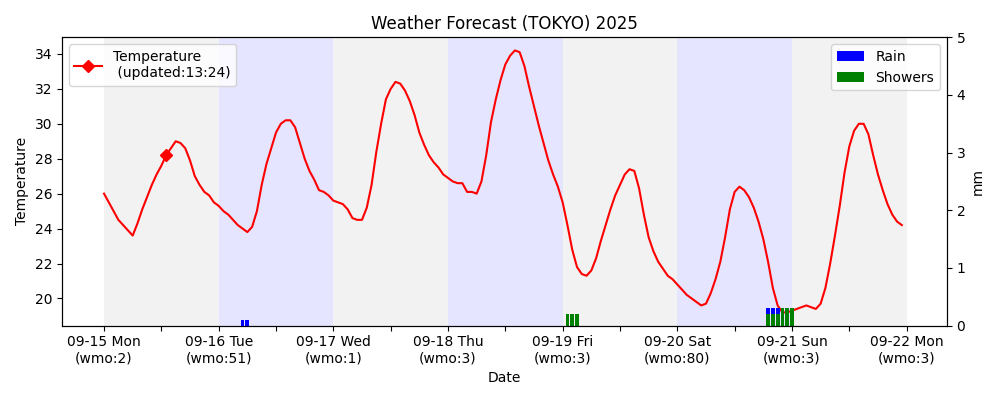 Weather Forecast (TOKYO) 2025
Temperature
(updated:13:24)
Rain
Showers
34
32
30
28
26
24
22
20
Temperature
5
4
3
2
1
0
mm
09-15 Mon
(wmo:2)
09-16 Tue
(wmo:51)
09-17 Wed
(wmo:1)
09-18 Thu
(wmo:3)
09-19 Fri
(wmo:3)
09-20 Sat
(wmo:80)
09-21 Sun
(wmo:3)
09-22 Mon
(wmo:3)
Date